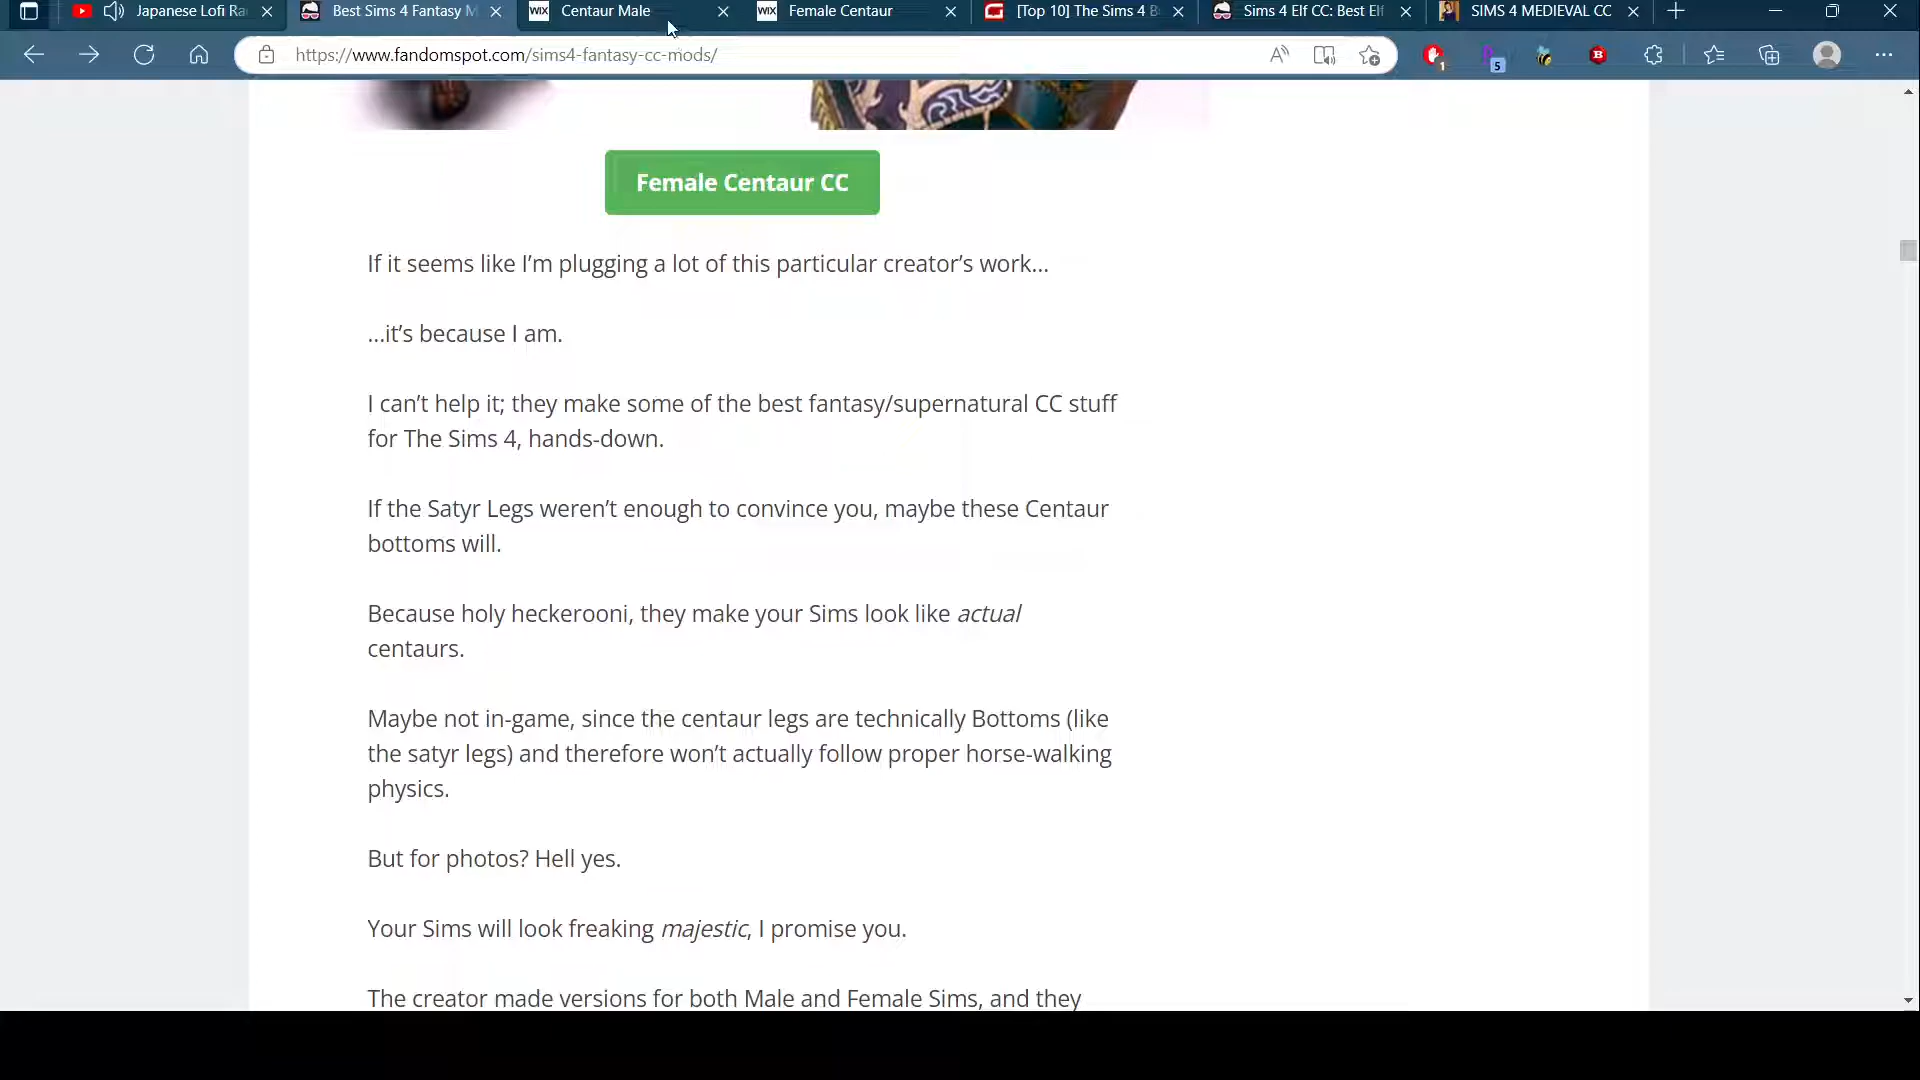 Japanese Lofi Ra
Best Sims 4 Fantasy M
WIX Centaur Male
WIX Female Centaur
[Top 10] The Sims 4 B
Sims 4 Elf CC: Best Elf
SIMS 4 MEDIEVAL CC
https://www.fandomspot.com/sims4-fantasy-cc-mods/
1
5
B
Female Centaur CC
If it seems like I’m plugging a lot of this particular creator’s work…
…it’s because I am.
I can’t help it; they make some of the best fantasy/supernatural CC stuff
for The Sims 4, hands-down.
If the Satyr Legs weren’t enough to convince you, maybe these Centaur
bottoms will.
Because holy heckerooni, they make your Sims look like actual
centaurs.
Maybe not in-game, since the centaur legs are technically Bottoms (like
the satyr legs) and therefore won’t actually follow proper horse-walking
physics.
But for photos? Hell yes.
Your Sims will look freaking majestic, I promise you.
The creator made versions for both Male and Female Sims, and they